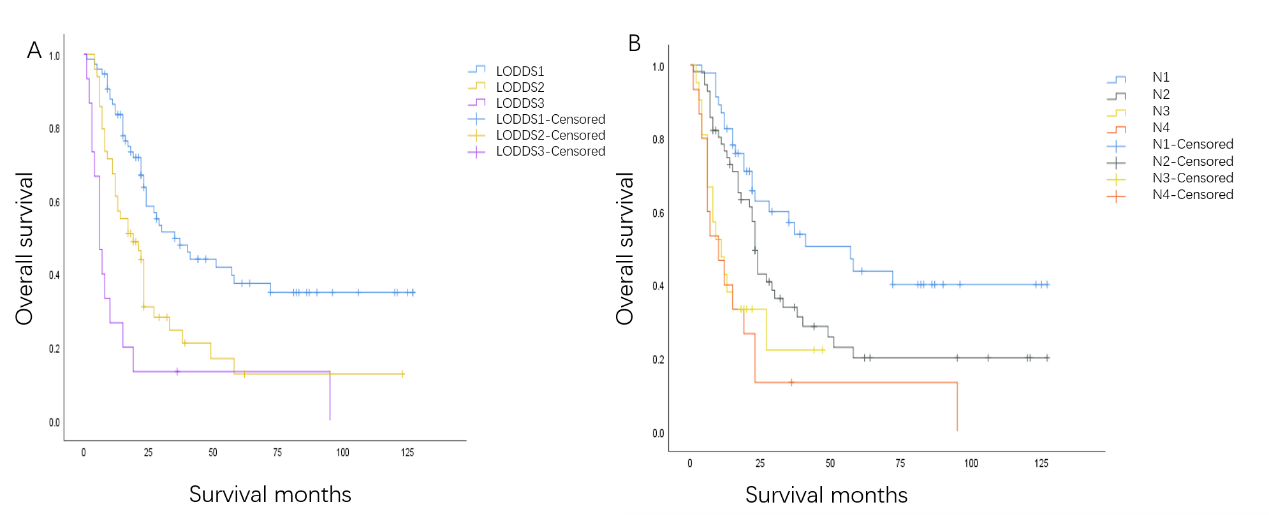 A
1.0
0.8
0.6
0.4
0.2
0.0
0 25 50 75 100 125
Overall survival
Survival months
LODDS1
LODDS2
LODDS3
LODDS1-Censored
LODDS2-Censored
LODDS3-Censored
B
1.0
0.8
0.6
0.4
0.2
0.0
0 25 50 75 100 125
Overall survival
Survival months
N1
N2
N3
N4
N1-Censored
N2-Censored
N3-Censored
N4-Censored